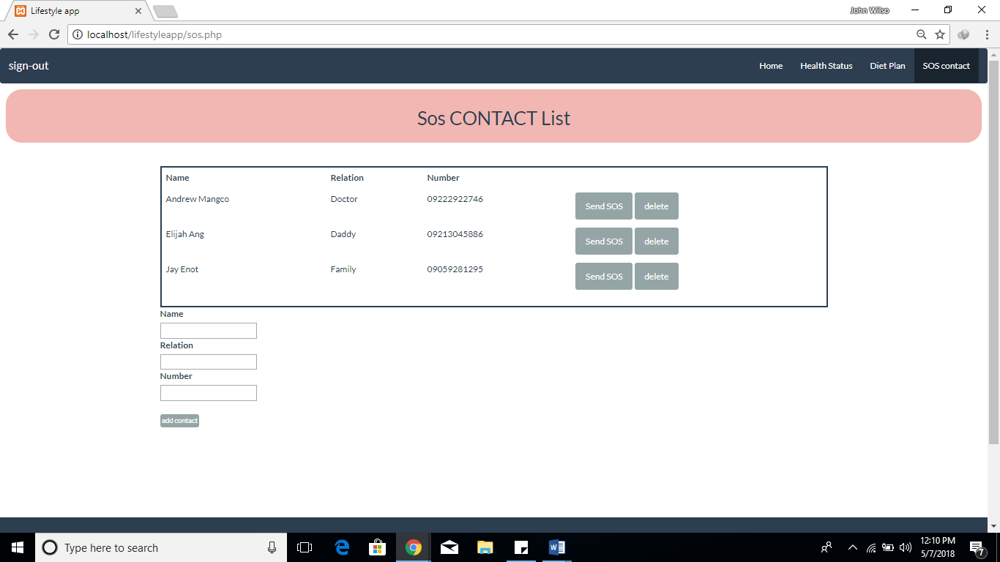 Lifestyle app
John Wilso
localhost/lifestyleapp/sos.php
sign-out
Home Health Status Diet Plan SOS contact
Sos CONTACT List
Name Relation Number
Andrew Mangco Doctor 09222922746 Send SOS delete
Elijah Ang Daddy 09213045886 Send SOS delete
Jay Enot Family 09059281295 Send SOS delete
Name
Relation
Number
add contact
Type here to search
12:10 PM
5/7/2018
7